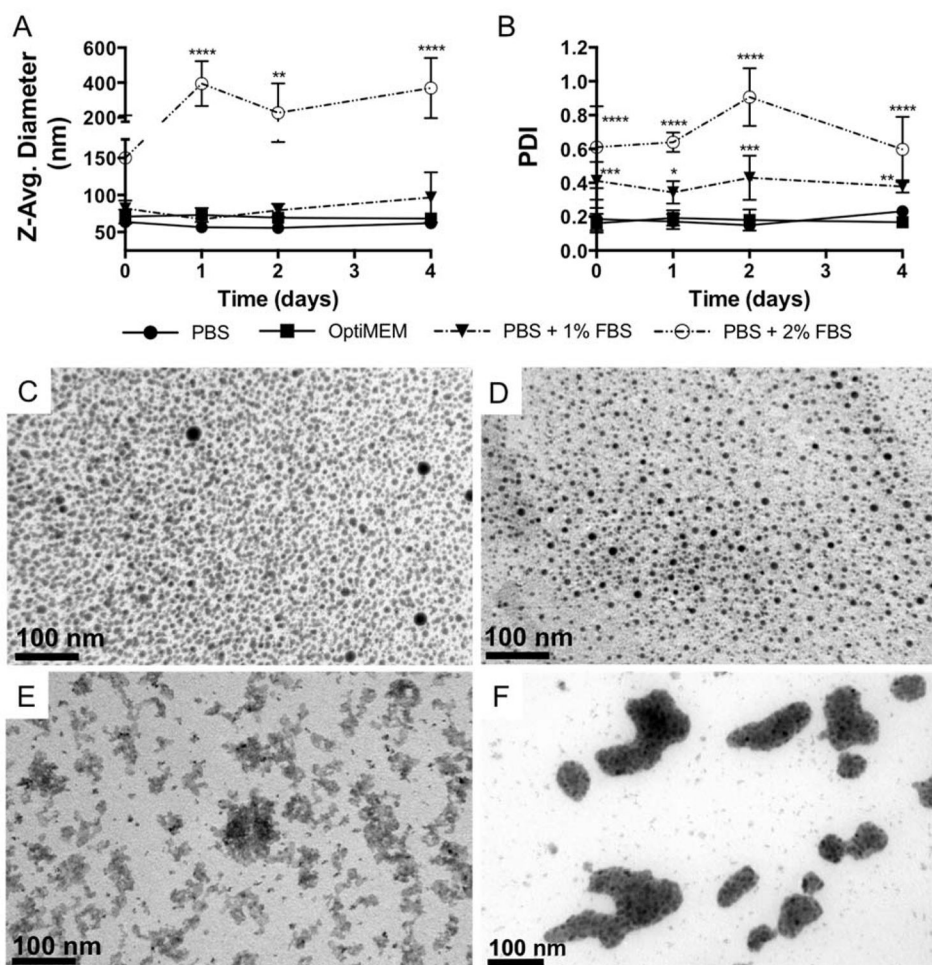 A
B
Z-Avg. Diameter
(nm)
600
400
200
150
100
50
****
**
****
0
1
2
3
4
Time (days)
PDI
1.2
1.0
0.8
0.6
0.4
0.2
0.0
****
****
***
*
***
****
**
0
1
2
3
4
Time (days)
PBS OptiMEM PBS + 1% FBS PBS + 2% FBS
C
100 nm
D
100 nm
E
100 nm
F
100 nm